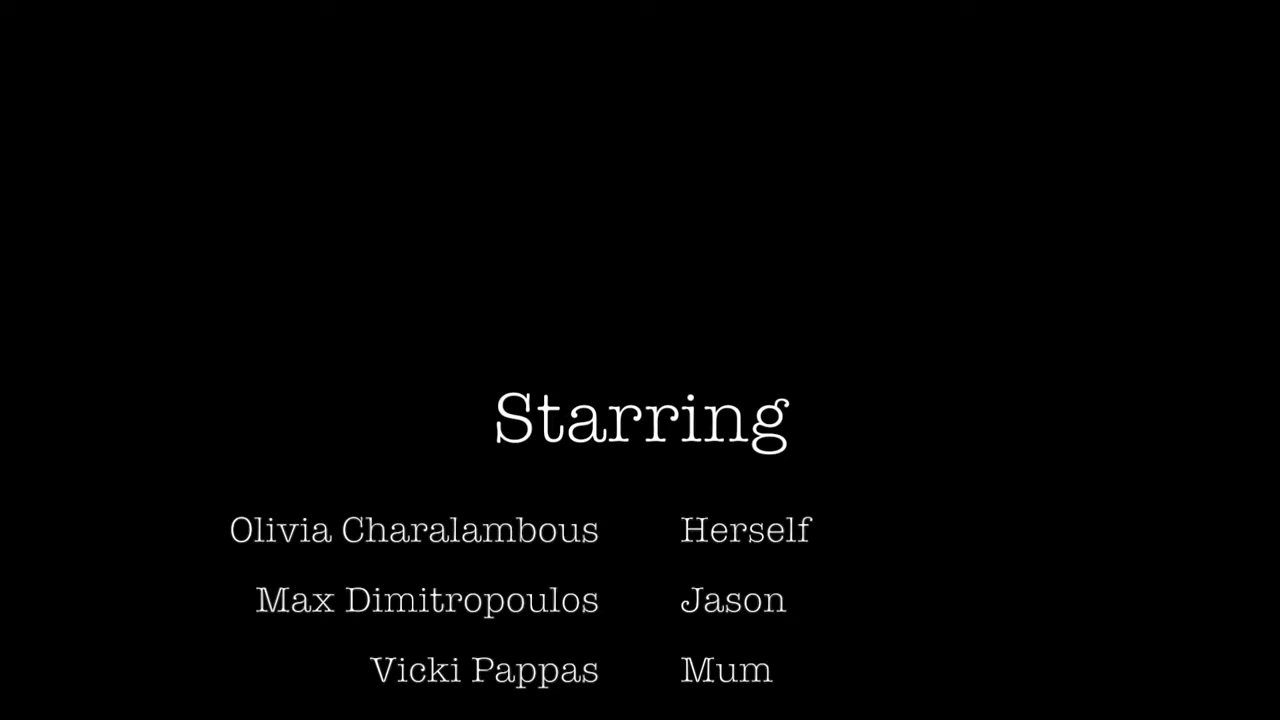 Starring
Olivia Charalambous Herself
Max Dimitropoulos Jason
Vicki Pappas Mum